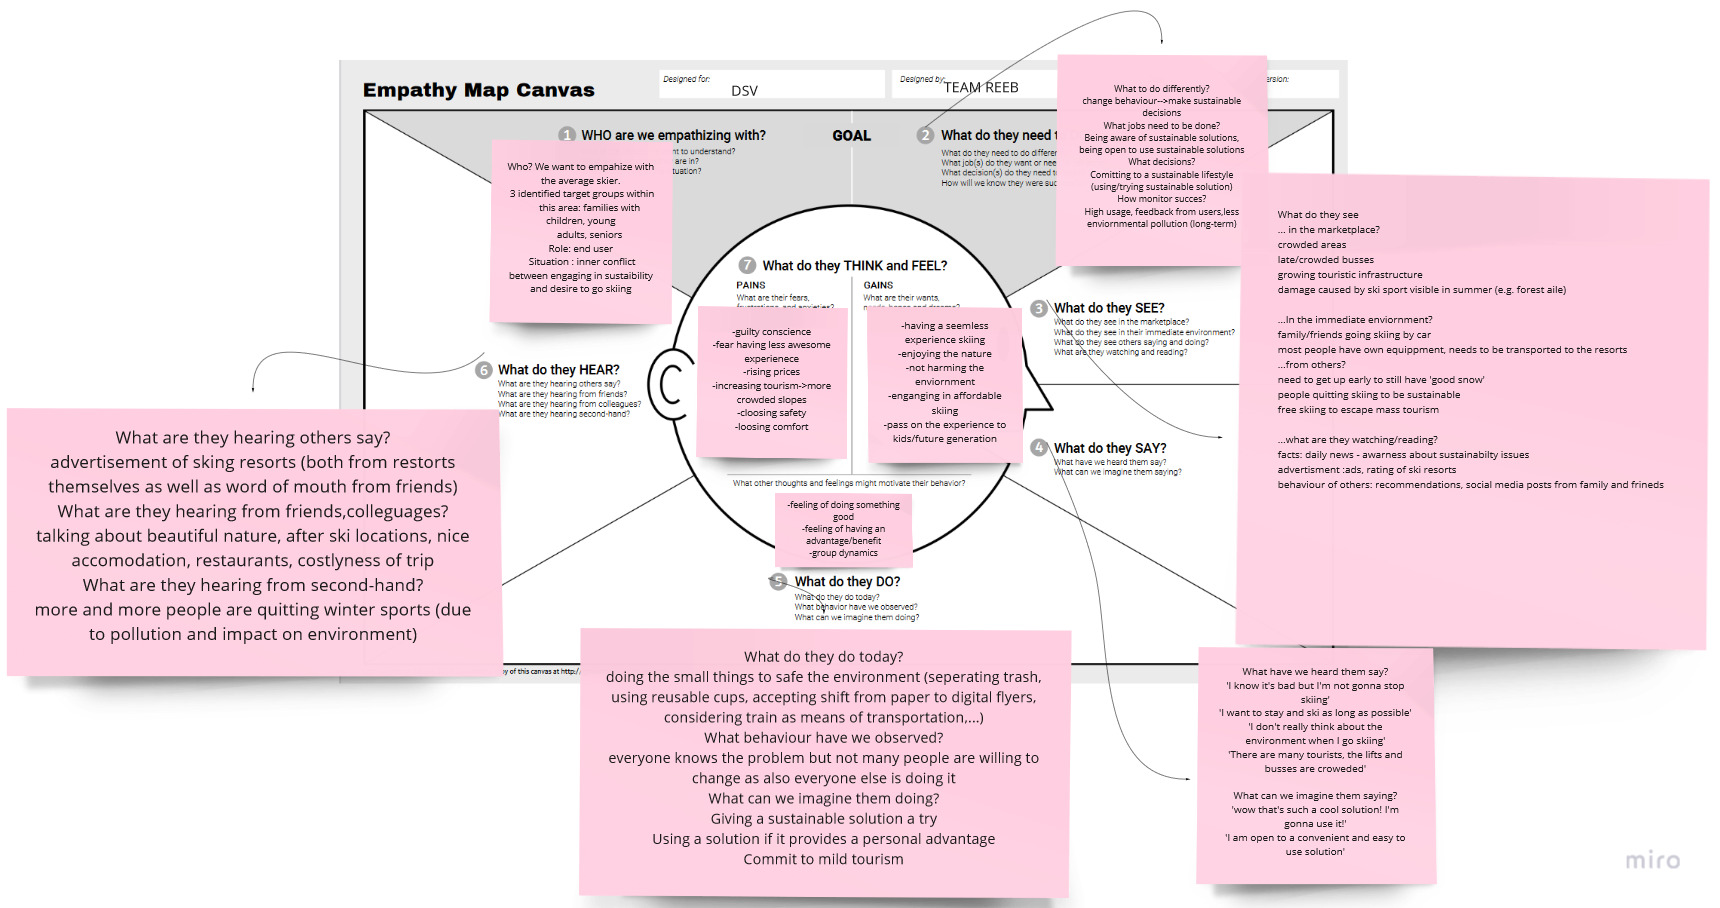 Empathy Map Canvas
Designed for:
DSV
Designed by:
TEAM REEB
ersion:
1 WHO are we empathizing with?
nt to understand?
are in?
tuation?
GOAL
2 What do they need t
What do they need to do differer
What job(s) do they want or nee
What decision(s) do they need t
How will we know they were suc
Who? We want to empahize with
the average skier.
3 identified target groups within
this area: families with
children, young
adults, seniors
Role: end user
Situation : inner conflict
between engaging in sustaibility
and desire to go skiing
What to do differently?
change behaviour-->make sustainable
decisions
What jobs need to be done?
Being aware of sustainable solutions,
being open to use sustainable solutions
What decisions?
Comitting to a sustainable lifestyle
(using/trying sustainable solution)
How monitor succes?
High usage, feedback from users,less
enviornmental pollution (long-term)
3 What do they SEE?
What do they see in the marketplace?
What do they see in their immediate environment?
What do they see others saying and doing?
What are they watching and reading?
What do they see
... in the marketplace?
crowded areas
late/crowded busses
growing touristic infrastructure
damage caused by ski sport visible in summer (e.g. forest aile)
...In the immediate enviornment?
family/friends going skiing by car
most people have own equippment, needs to be transported to the resorts
...from others?
need to get up early to still have 'good snow'
people quitting skiing to be sustainable
free skiing to escape mass tourism
...what are they watching/reading?
facts: daily news - awarness about sustainabilty issues
advertisment :ads, rating of ski resorts
behaviour of others: recommendations, social media posts from family and frineds
4 What do they SAY?
What have we heard them say?
What can we imagine them saying?
What have we heard them say?
'I know it's bad but I'm not gonna stop
skiing'
'I want to stay and ski as long as possible'
'I don't really think about the
environment when I go skiing'
'There are many tourists, the lifts and
busses are croweded'
What can we imagine them saying?
'wow that's such a cool solution! I'm
gonna use it!'
'I am open to a convenient and easy to
use solution'
5 What do they DO?
What do they do today?
What behavior have we observed?
What can we imagine them doing?
What do they do today?
doing the small things to safe the environment (seperating trash,
using reusable cups, accepting shift from paper to digital flyers,
considering train as means of transportation,...)
What behaviour have we observed?
everyone knows the problem but not many people are willing to
change as also everyone else is doing it
What can we imagine them doing?
Giving a sustainable solution a try
Using a solution if it provides a personal advantage
Commit to mild tourism
6 What do they HEAR?
What are they hearing others say?
What are they hearing from friends?
What are they hearing from colleagues?
What are they hearing second-hand?
What are they hearing others say?
advertisement of sking resorts (both from restorts
themselves as well as word of mouth from friends)
What are they hearing from friends,colleguages?
talking about beautiful nature, after ski locations, nice
accomodation, restaurants, costlyness of trip
What are they hearing from second-hand?
more and more people are quitting winter sports (due
to pollution and impact on environment)
7 What do they THINK and FEEL?
PAINS
What are their fears,
frustrations, and anxieties?
-guilty conscience
-fear having less awesome
experienece
-rising prices
-increasing tourism->more
crowded slopes
-cloosing safety
-loosing comfort
GAINS
What are their wants,
needs, hopes and dreams?
-having a seemless
experience skiing
-enjoying the nature
-not harming the
enviornment
-enganging in affordable
skiing
-pass on the experience to
kids/future generation
What other thoughts and feelings might motivate their behavior?
-feeling of doing something
good
-feeling of having an
advantage/benefit
-group dynamics
y of this canvas at http:/
miro